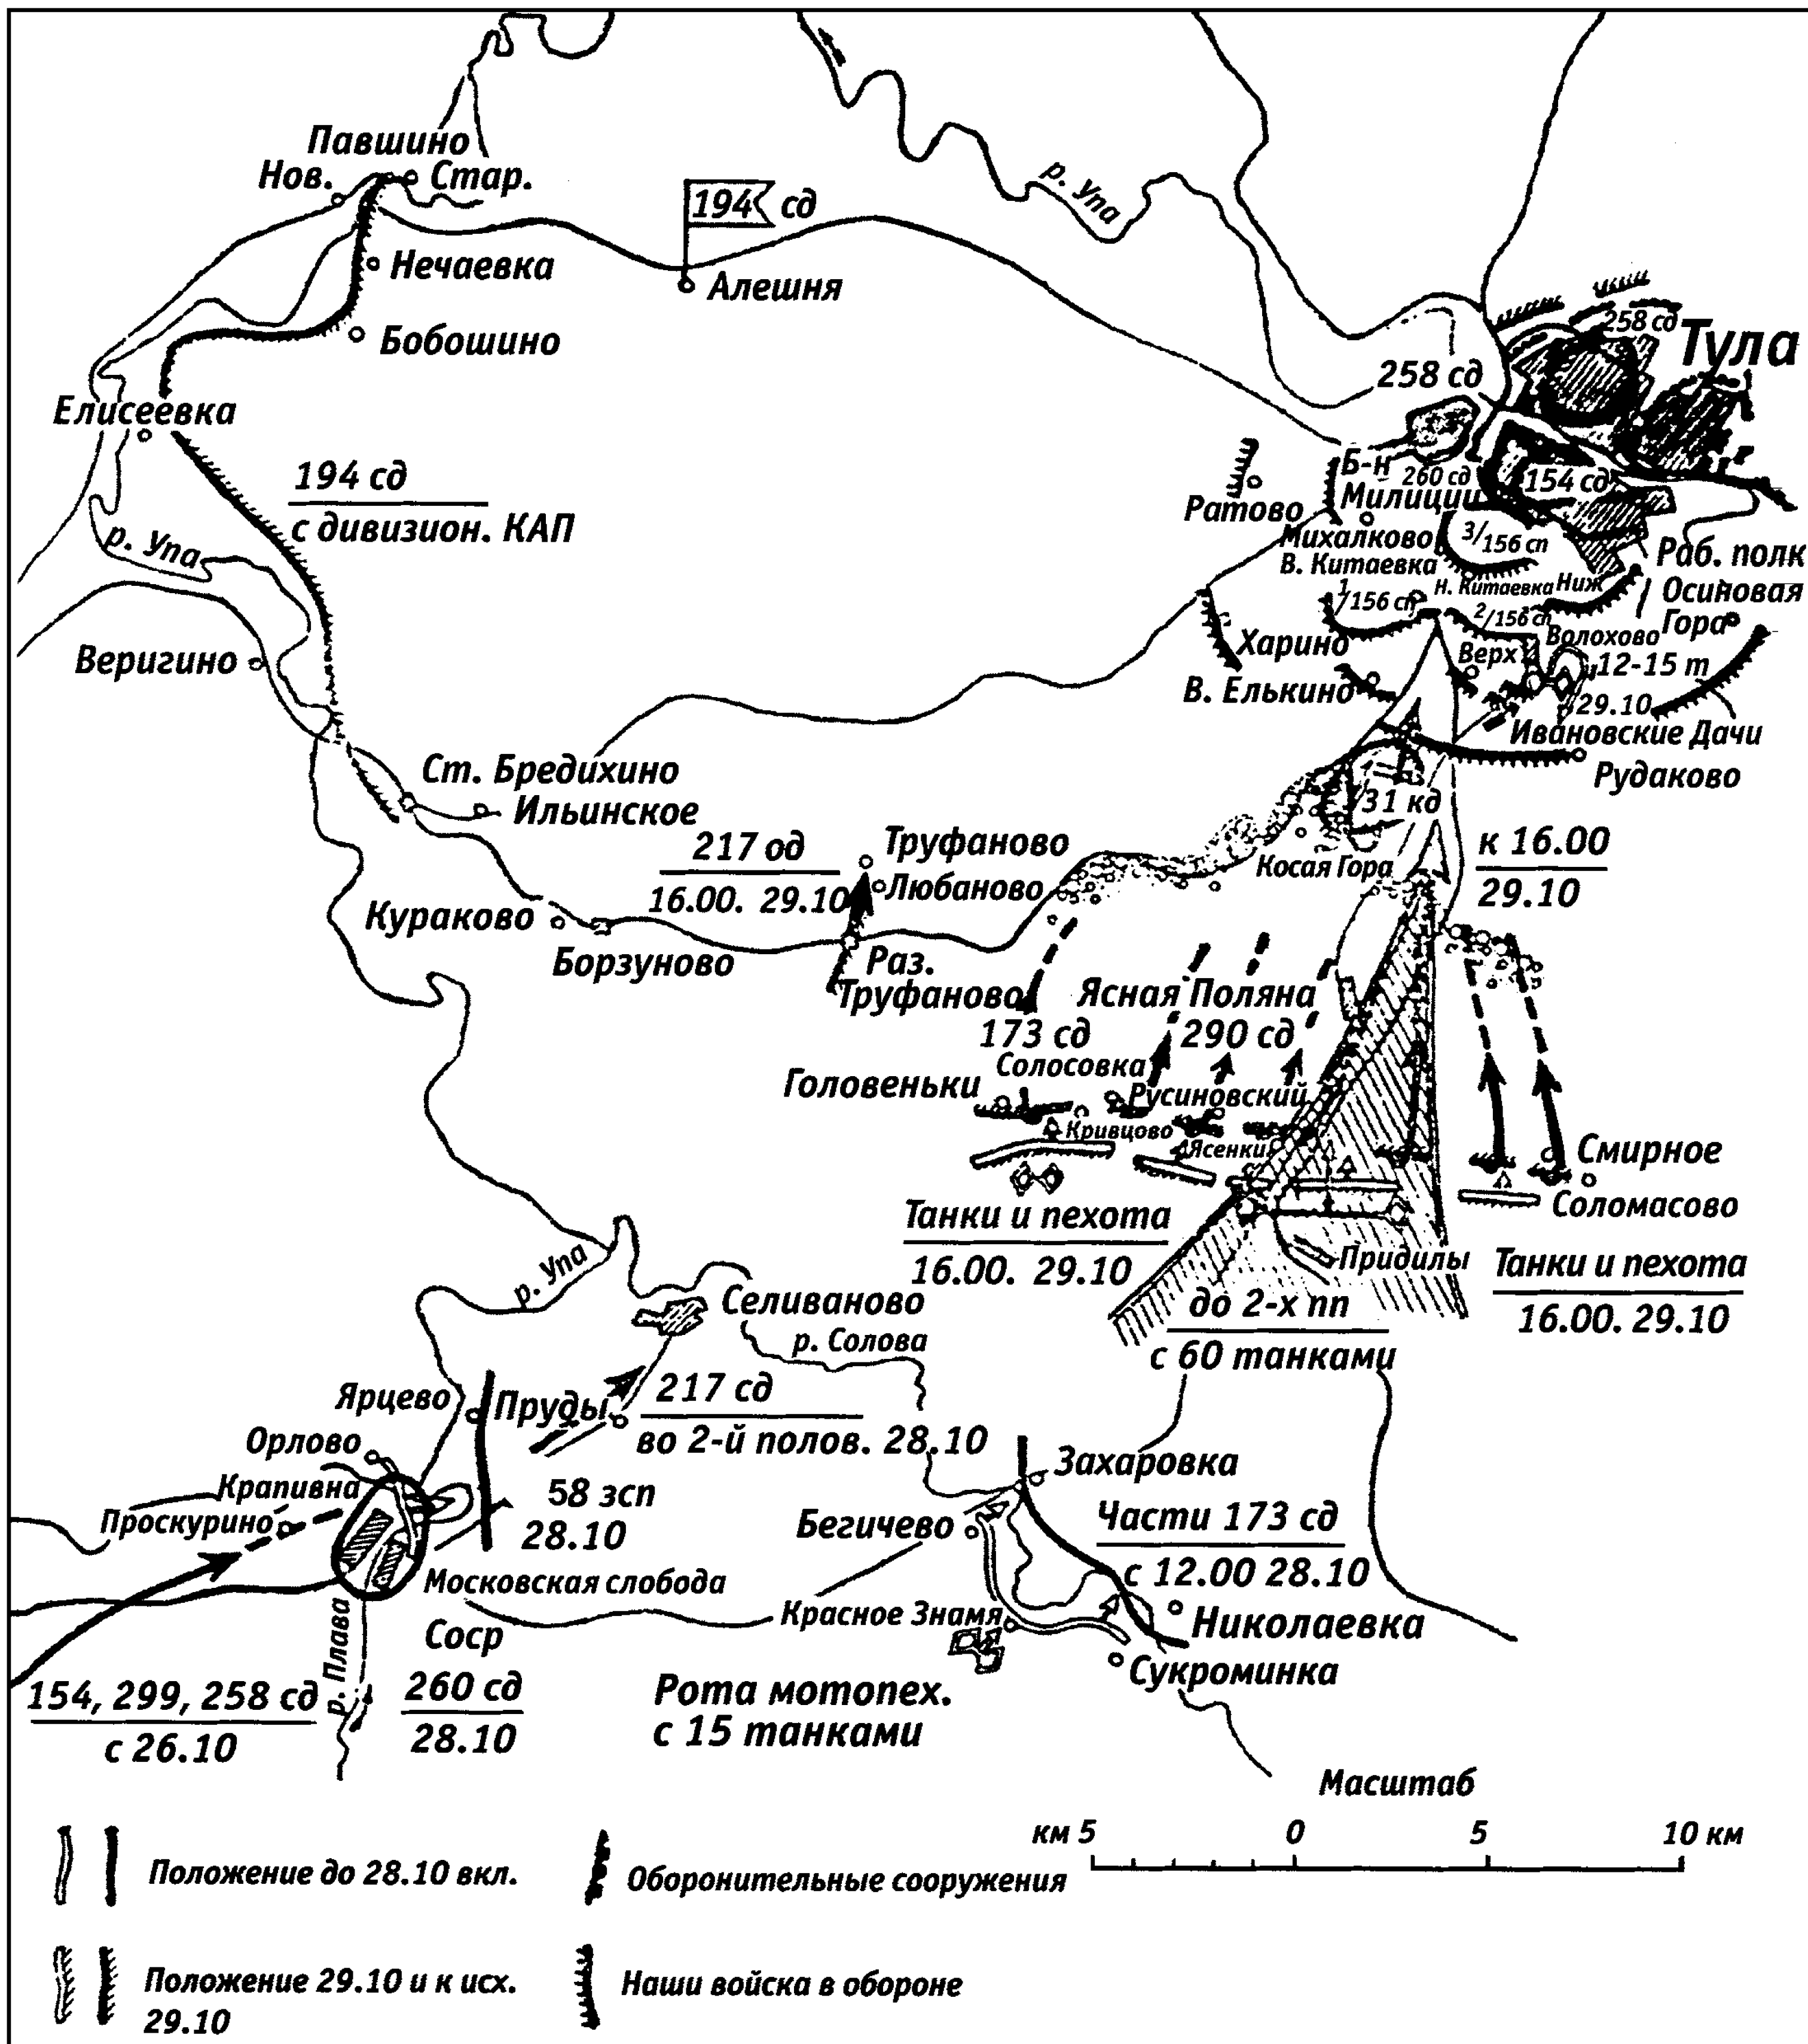 Павшино
Нов.
Стар.
194 сд
р. Упа
Нечаевка
Алешня
Бобошино
258 сд
Тула
258 сд
Елисеевка
194 сд
с дивизион. КАП
Б-н
260 сд
Милиции
154 сд
Ратово
р. Упа
Михалково
3/156 сп
Раб. полк
В. Китаевка
Н. Китаевка
Ниж
Осиновая
Гора
1/156 сп
2/156 сп
Волохово
Харино
Верх
12-15 т
29.10
Веригино
В. Елькино
Ивановские Дачи
Рудаково
Ст. Бредихино
Ильинское
31 кд
217 од
16.00. 29.10
Труфаново
Любаново
Косая Гора
к 16.00
29.10
Кураково
Борзуново
Раз.
Труфаново
Ясная Поляна
173 сд
290 сд
Солосовка
Головеньки
Русиновский
Кривцово
Ясенки
Смирное
Соломасово
Танки и пехота
16.00. 29.10
Придилы
Танки и пехота
16.00. 29.10
р. Упа
Селиваново
до 2-х пп
с 60 танками
р. Солова
Ярцево
Пруды
217 сд
во 2-й полов. 28.10
Орлово
Крапивна
Проскурино
58 зсп
28.10
Захаровка
Бегичево
Части 173 сд
с 12.00 28.10
Московская слобода
Красное Знамя
Николаевка
Соср
Сукроминка
р. Плава
154, 299, 258 сд
с 26.10
260 сд
28.10
Рота мотопех.
с 15 танками
Масштаб
км 5 0 5 10 км
Положение до 28.10 вкл.
Оборонительные сооружения
Положение 29.10 и к исх.
29.10
Наши войска в обороне